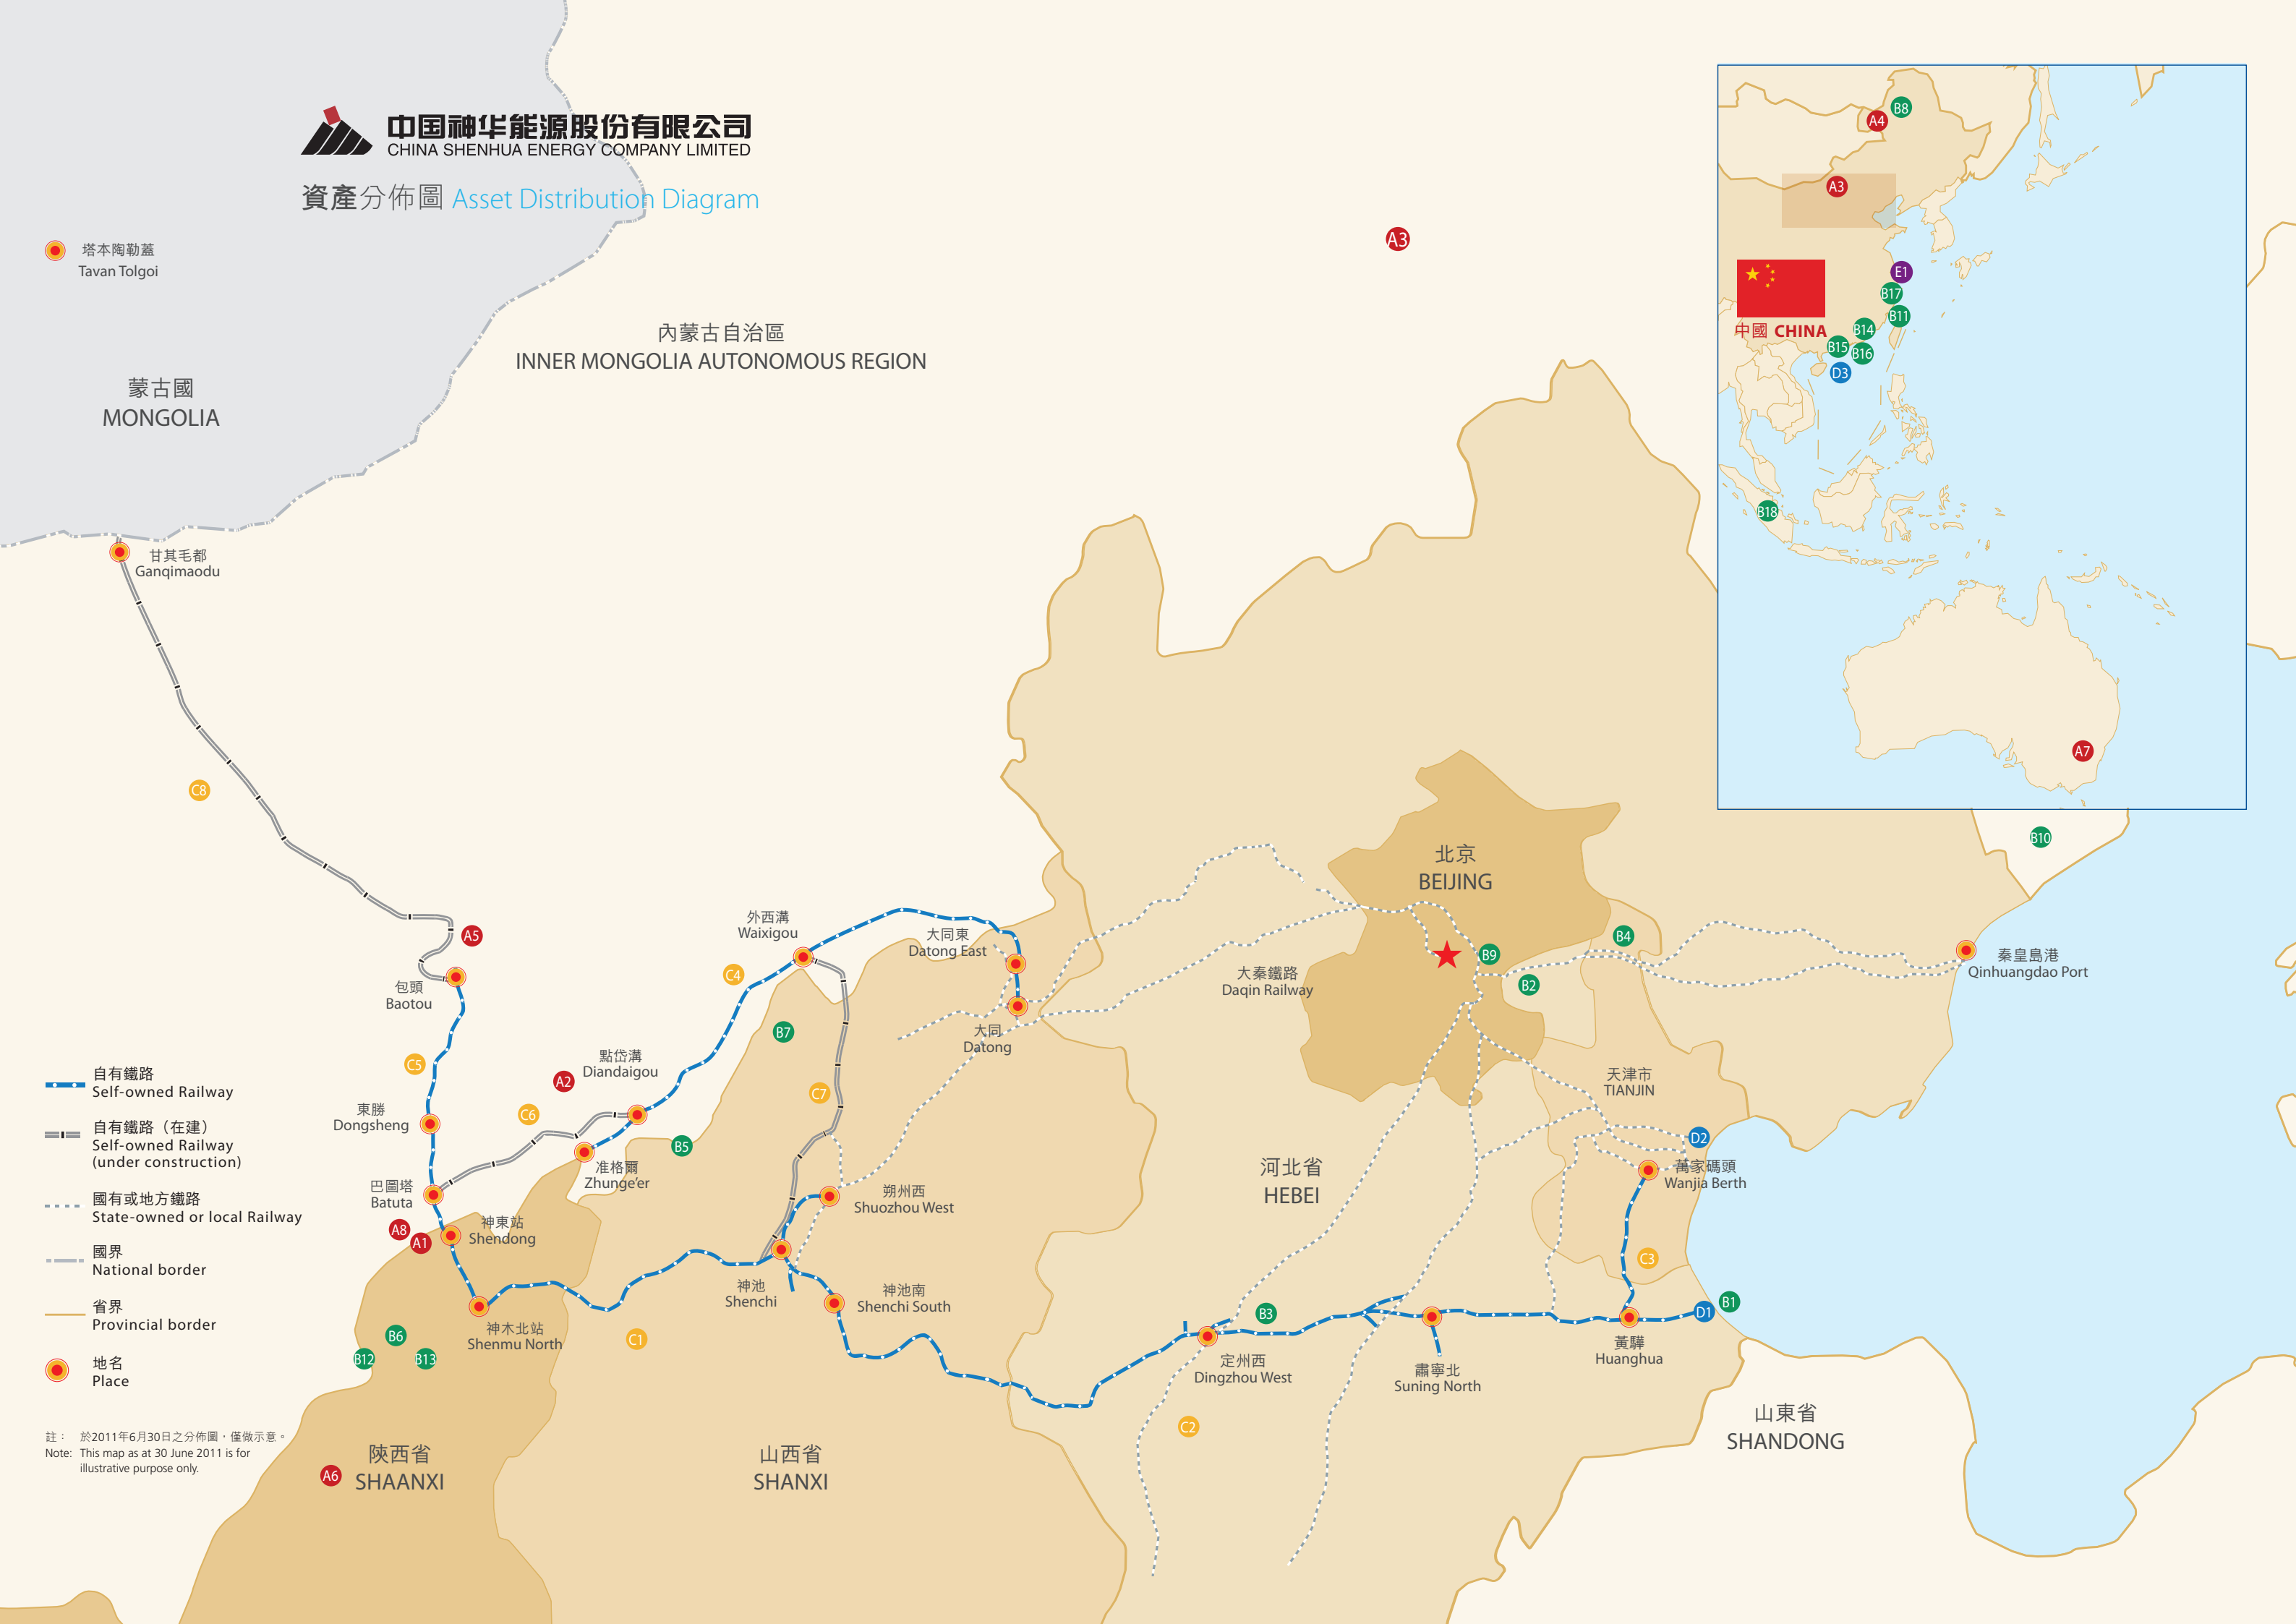 中国神华能源股份有限公司
CHINA SHENHUA ENERGY COMPANY LIMITED
資產分佈圖 Asset Distribution Diagram
塔本陶勒蓋
Tavan Tolgoi
蒙古國
MONGOLIA
內蒙古自治區
INNER MONGOLIA AUTONOMOUS REGION
A3
B8
A4
A3
E1
B17
B11
中國 CHINA
B14
B15
B16
D3
B18
A7
甘其毛都
Ganqimaodu
C8
B10
北京
BEIJING
外西溝
Waixigou
大同東
Datong East
A5
B4
B9
秦皇島港
Qinhuangdao Port
包頭
Baotou
C4
大秦鐵路
Daqin Railway
B2
B7
大同
Datong
C5
點岱溝
Diandaigou
A2
C7
天津市
TIANJIN
東勝
Dongsheng
C6
B5
D2
准格爾
Zhunge'er
河北省
HEBEI
萬家碼頭
Wanjia Berth
巴圖塔
Batuta
朔州西
Shuozhou West
A8
A1
神東站
Shendong
C3
神池
Shenchi
神池南
Shenchi South
B1
D1
B3
神木北站
Shenmu North
C1
B6
B12
B13
定州西
Dingzhou West
肅寧北
Suning North
黃驊
Huanghua
C2
山東省
SHANDONG
陝西省
SHAANXI
A6
山西省
SHANXI
自有鐵路
Self-owned Railway
自有鐵路（在建）
Self-owned Railway
(under construction)
國有或地方鐵路
State-owned or local Railway
國界
National border
省界
Provincial border
地名
Place
註： 於2011年6月30日之分佈圖，僅做示意。
Note: This map as at 30 June 2011 is for
illustrative purpose only.